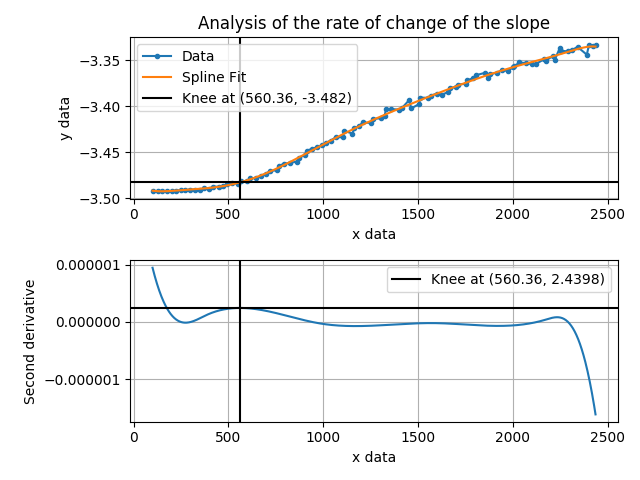 Analysis of the rate of change of the slope
Data
Spline Fit
Knee at (560.36, -3.482)
y data
−3.35
−3.40
−3.45
−3.50
0 500 1000 1500 2000 2500
x data
Knee at (560.36, 2.4398)
Second derivative
0.000001
0.000000
−0.000001
0 500 1000 1500 2000 2500
x data